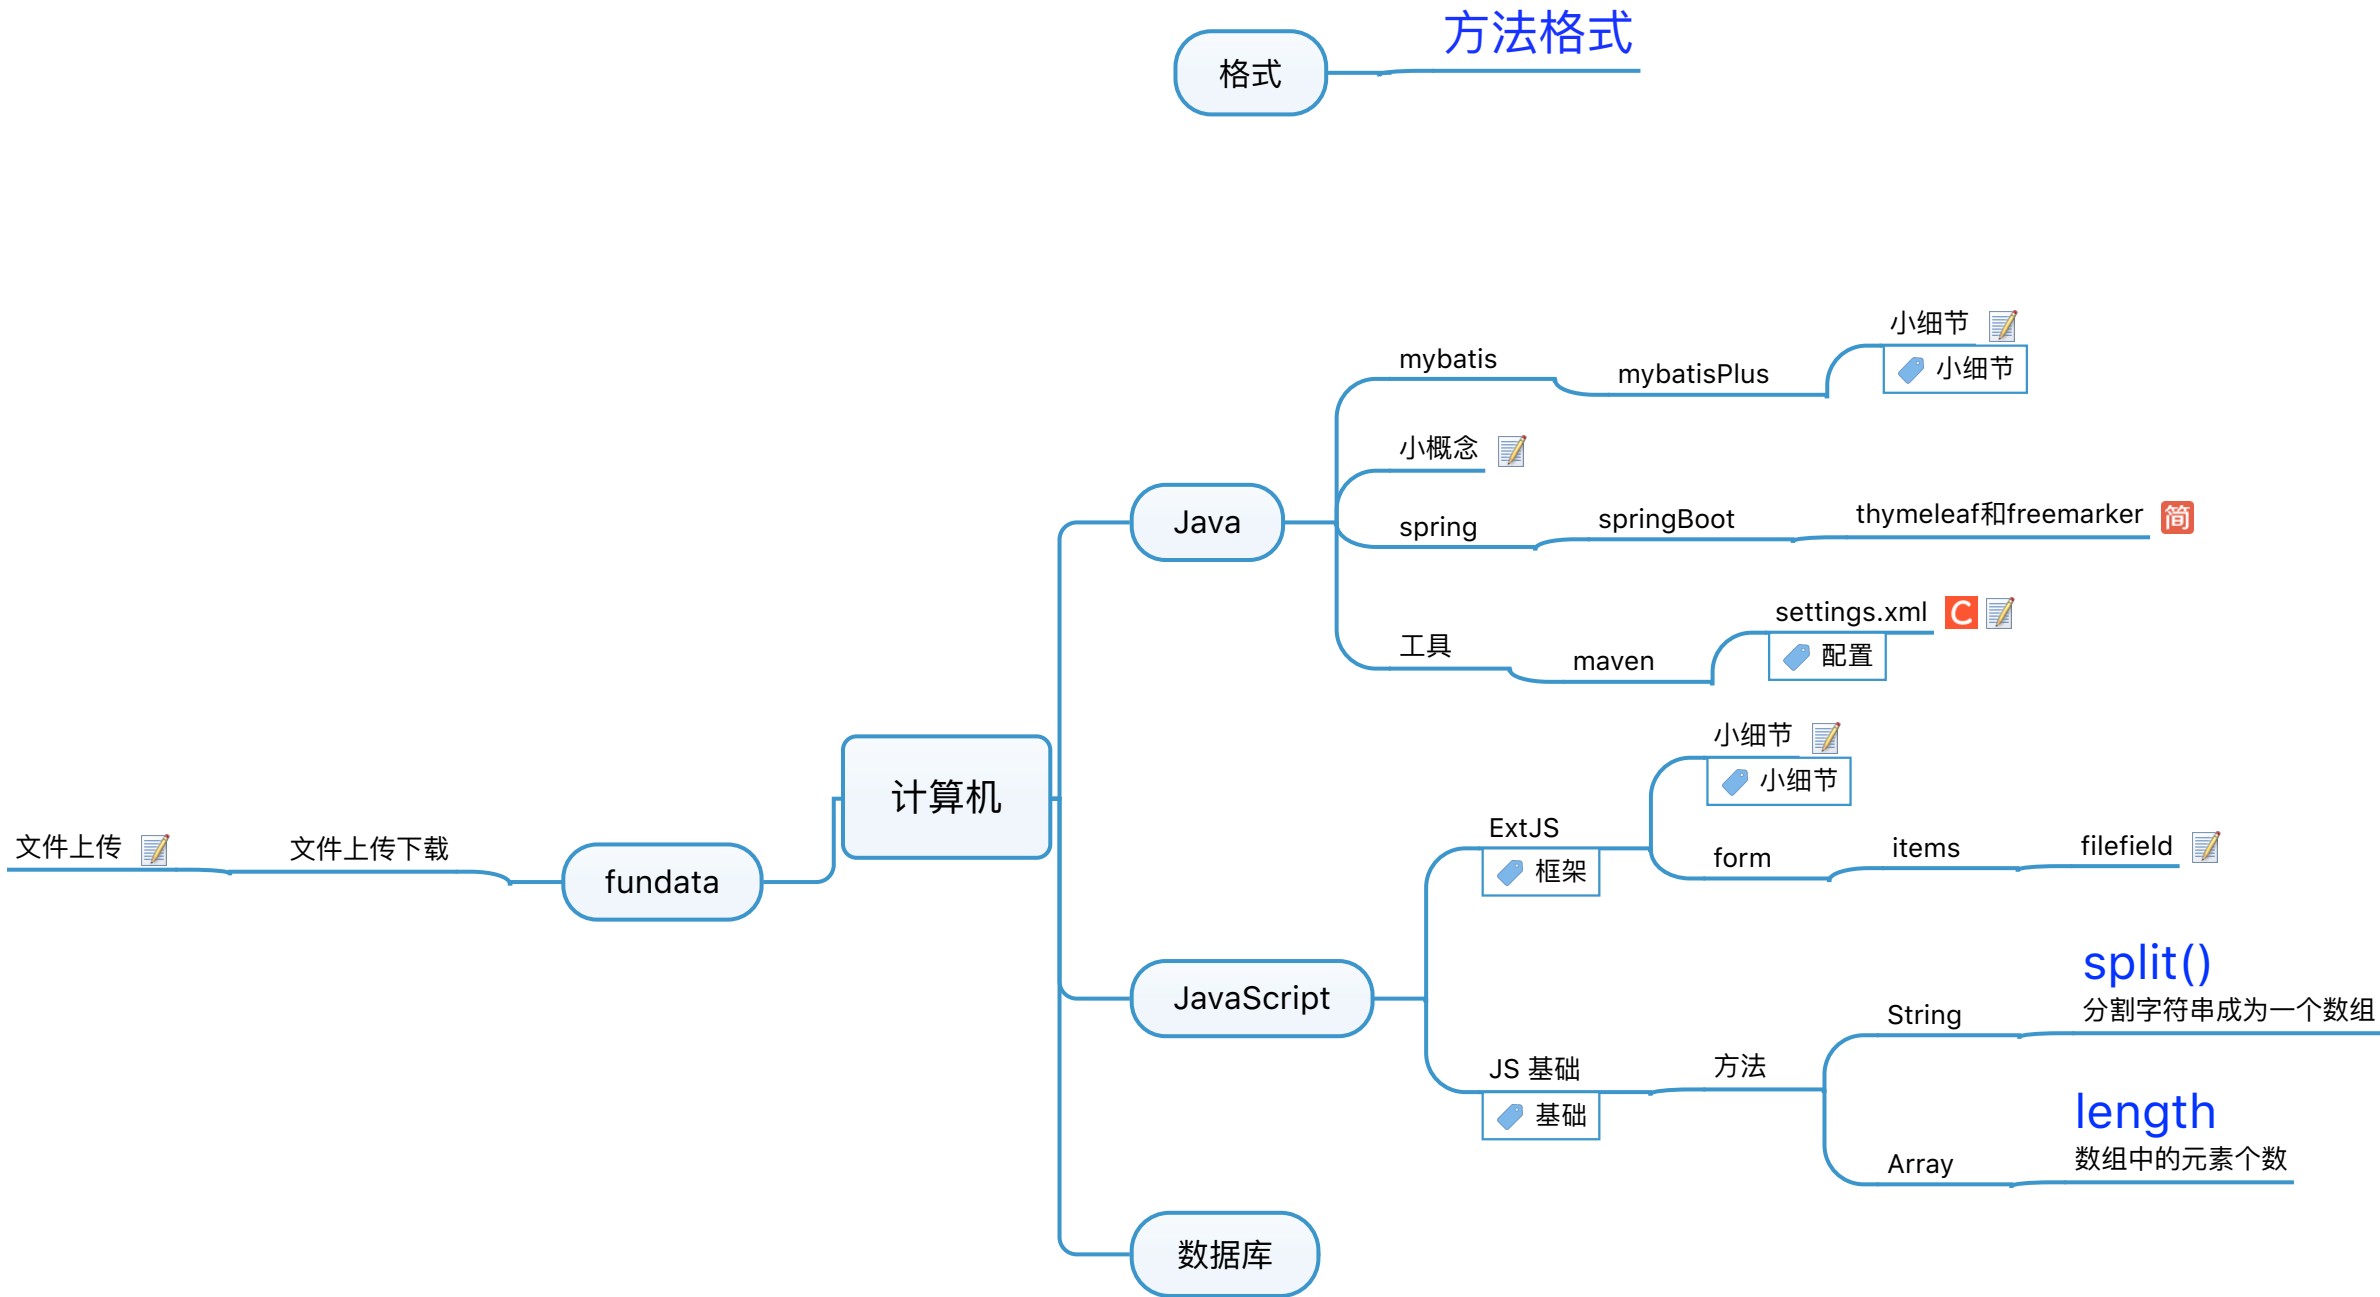 格式
方法格式
计算机
Java
mybatis
mybatisPlus
小细节
小细节
小概念
spring
springBoot
thymeleaf和freemarker
简
工具
maven
settings.xml
C
配置
JavaScript
ExtJS
框架
小细节
小细节
form
items
filefield
JS 基础
基础
方法
String
split()
分割字符串成为一个数组
Array
length
数组中的元素个数
数据库
fundata
文件上传下载
文件上传